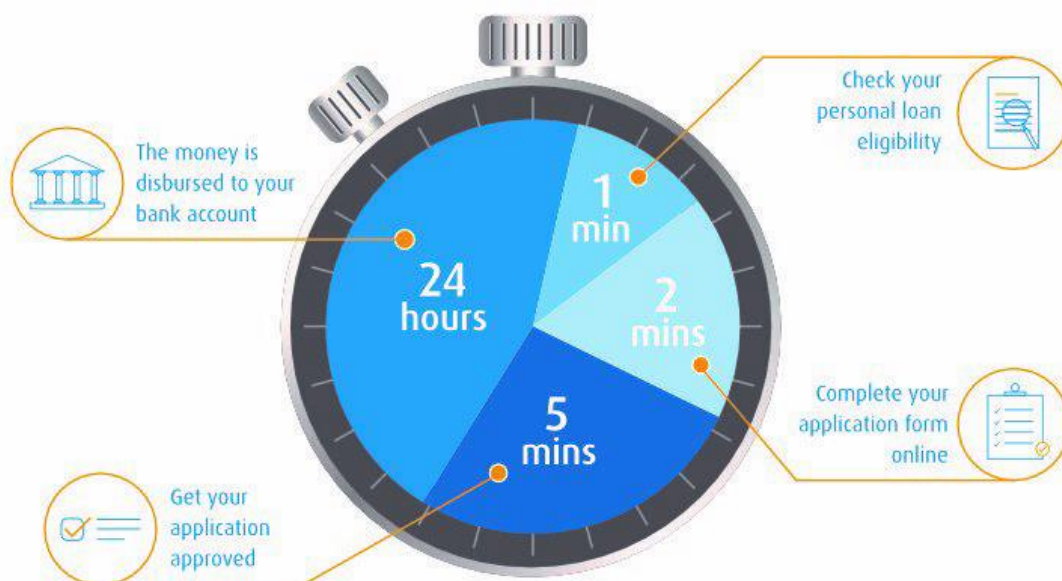 Check your
personal loan
eligibility
1
min
2
mins
Complete your
application form
online
5
mins
Get your
application
approved
24
hours
The money is
disbursed to your
bank account